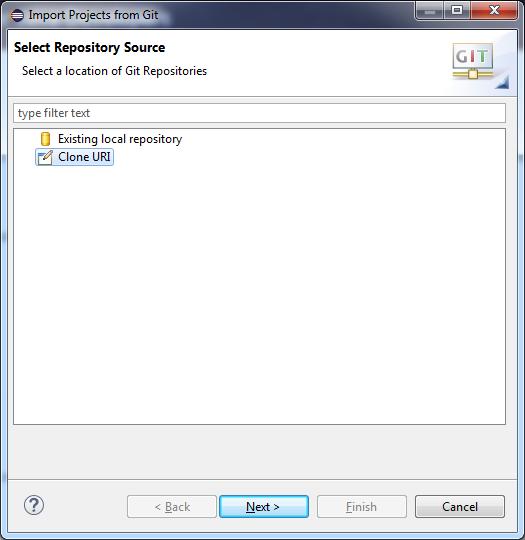 Import Projects from Git
Select Repository Source
Select a location of Git Repositories
GIT
type filter text
Existing local repository
Clone URI
?
< Back
Next >
Finish
Cancel